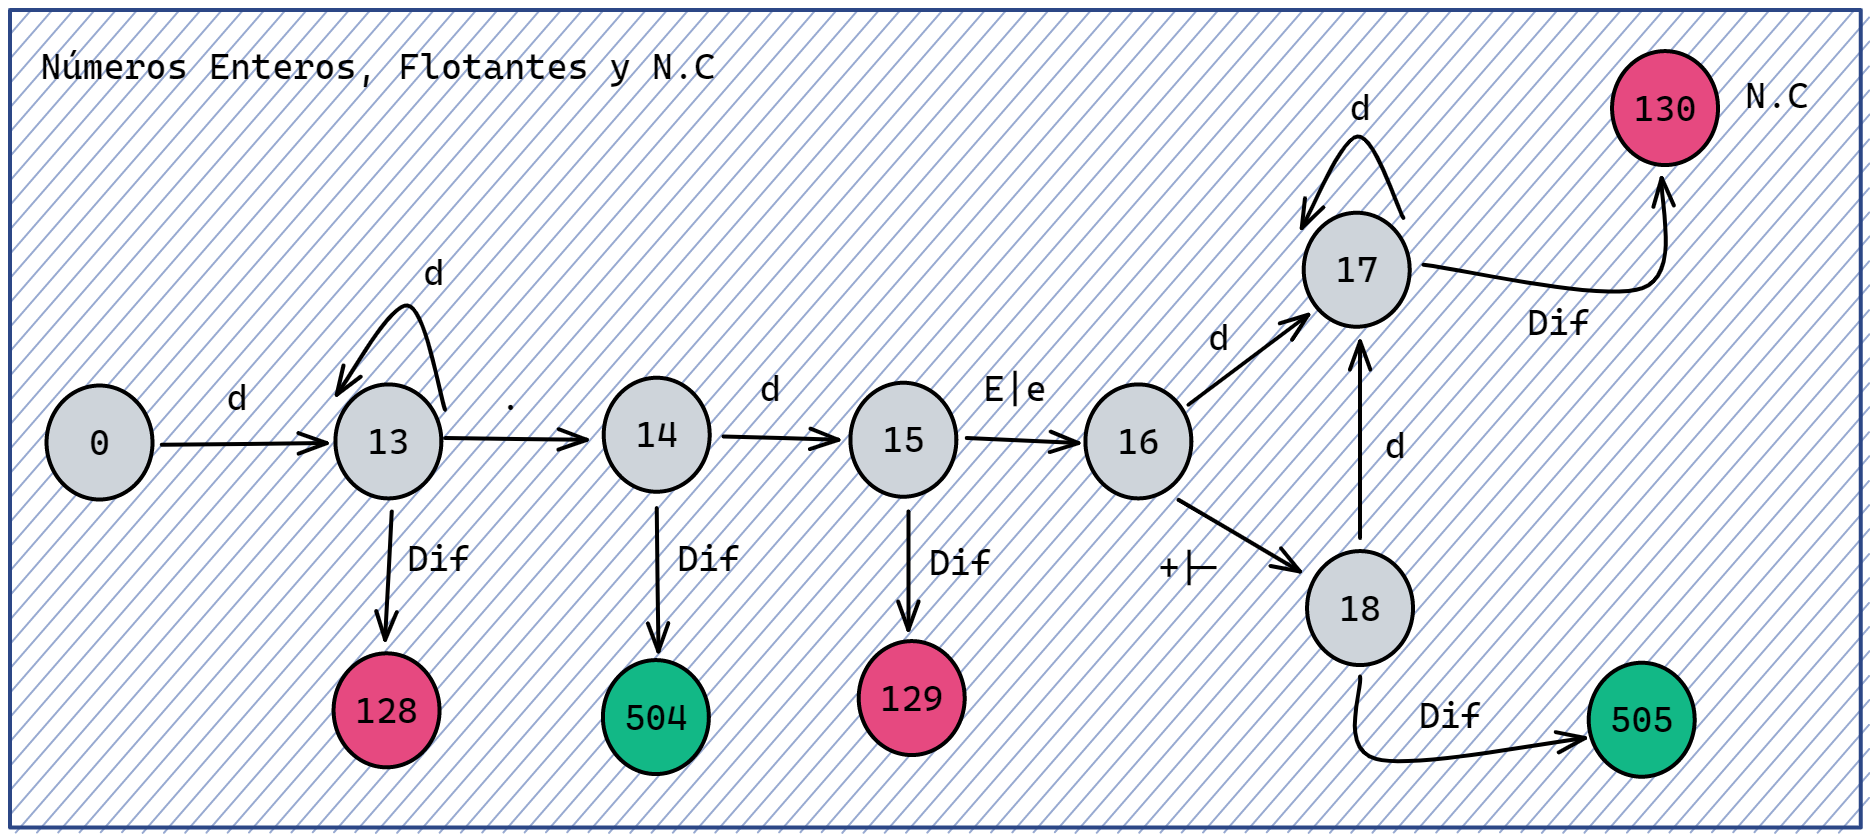 Números Enteros, Flotantes y N.C
130
N.C
d
17
d
d
Dif
d
d
.
d
E|e
0
13
14
15
16
d
Dif
Dif
Dif
+|-
18
128
504
129
Dif
505